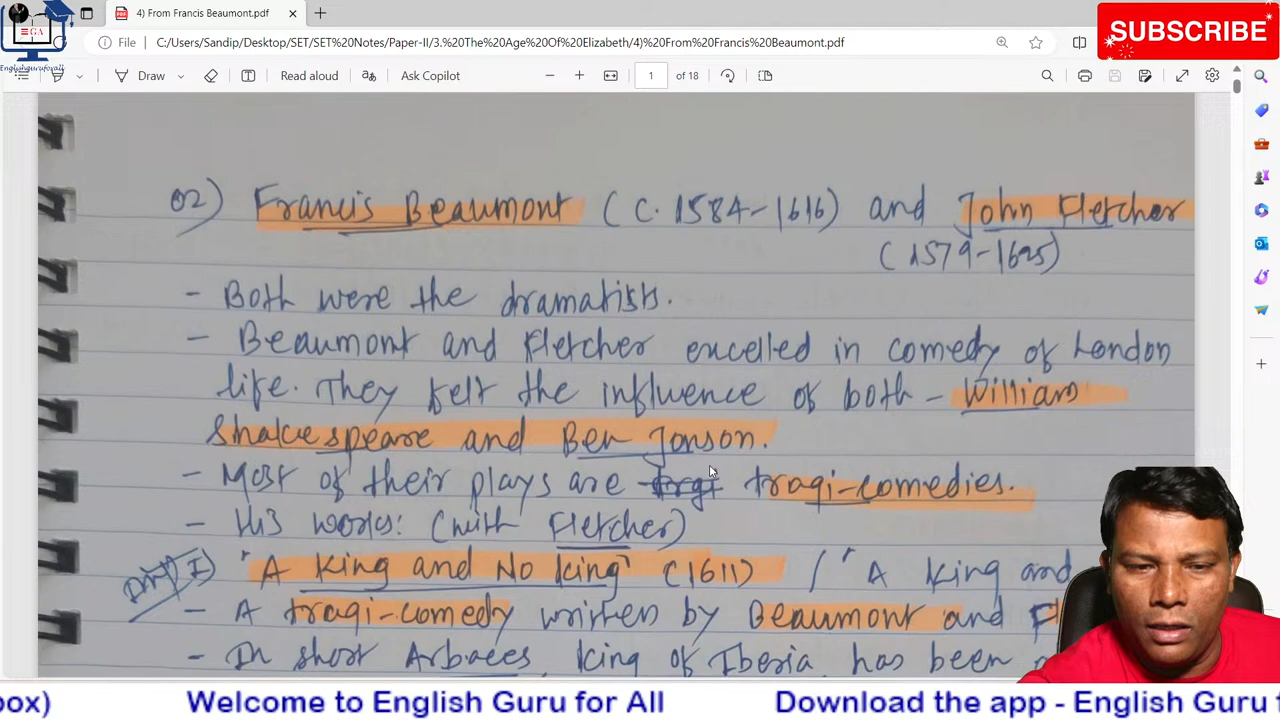 4) From Francis Beaumont.pdf
SUBSCRIBE
EGA
Englishguruforall
File
C:/Users/Sandip/Desktop/SET/SET%20Notes/Paper-II/3.%20The%20Age%20Of%20Elizabeth/4)%20From%20Francis%20Beaumont.pdf
Draw
Read aloud
Ask Copilot
1 of 18
02) Francis Beaumont (c. 1584-1616) and John Fletcher
(1579-1625)
- Both were the dramatists.
- Beaumont and Fletcher excelled in comedy of London
life. They felt the influence of both - William
Shakespeare and Ben Jonson.
- Most of their plays are tragi-comedies.
- His works: (with Fletcher)
Imp I) "A King and No King" (1611) / "A King and
- A tragi-comedy written by Beaumont and
- In short Arbaces, King of Iberia has been
ox) Welcome to English Guru for All Download the app - English Guru f